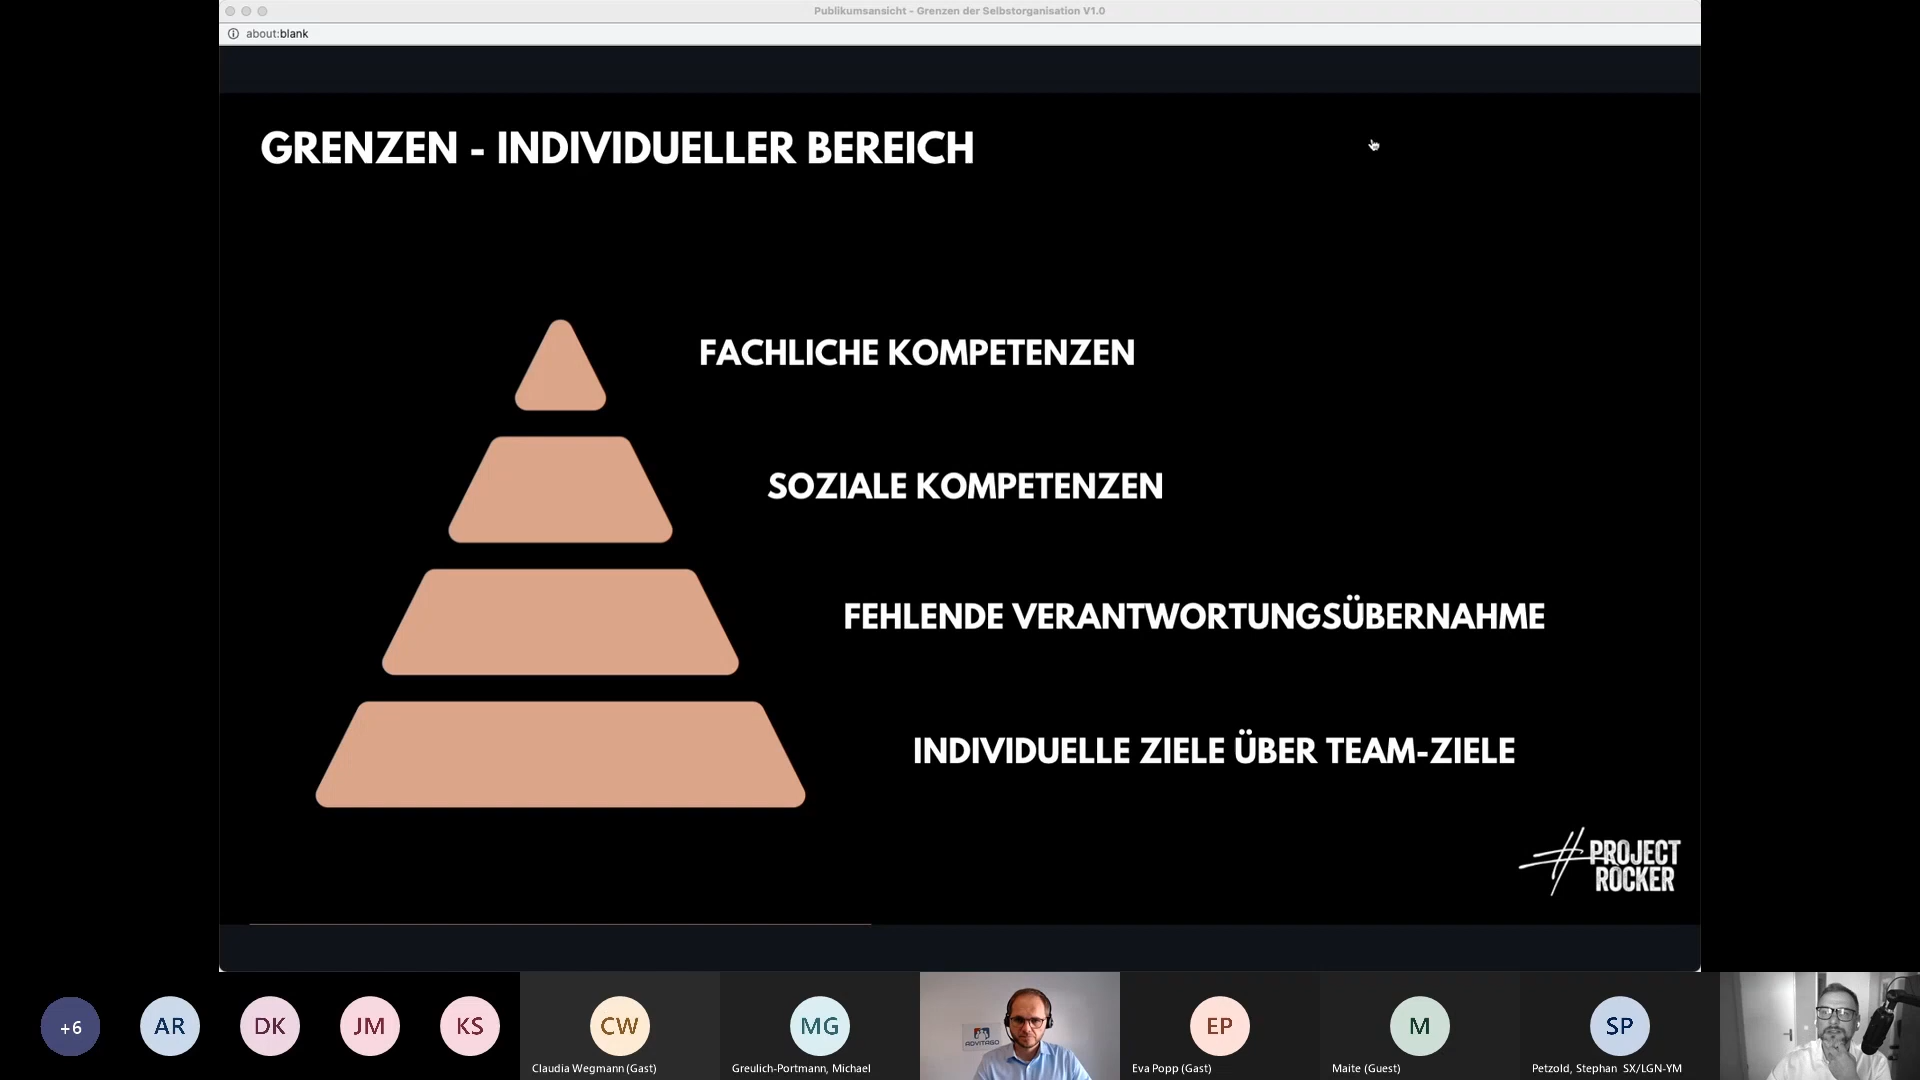 Publikumsansicht - Grenzen der Selbstorganisation V1.0
about:blank
GRENZEN - INDIVIDUELLER BEREICH
FACHLICHE KOMPETENZEN
SOZIALE KOMPETENZEN
FEHLENDE VERANTWORTUNGSÜBERNAHME
INDIVIDUELLE ZIELE ÜBER TEAM-ZIELE
#PROJECT
ROCKER
+6
AR
DK
JM
KS
CW
Claudia Wegmann (Gast)
MG
Greulich-Portmann, Michael
ADVITAGO
EP
Eva Popp (Gast)
M
Maite (Guest)
SP
Petzold, Stephan SX/LGN-YM